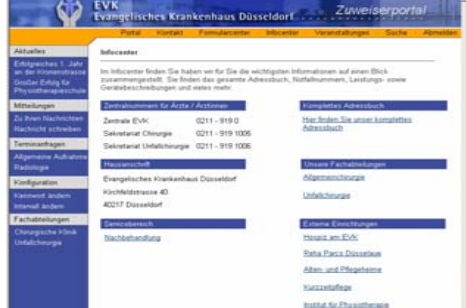 EVK
Evangelisches Krankenhaus Düsseldorf
Zuweiserportal
Portal Kontakt Formularcenter Infocenter Veranstaltungen Suche Abmelden
Aktuelles
Erfolgreiches 1. Jahr
an der Kronenstrasse
Großer Erfolg für
Physiotherapieschule
Mitteilungen
Zu Ihren Nachrichten
Nachricht schreiben
Terminanfragen
Allgemeine Aufnahme
Radiologie
Konfiguration
Kennwort ändern
Intervall ändern
Fachabteilungen
Chirurgische Klinik
Unfallchirurgie
Infocenter
Im Infocenter finden Sie haben wir für Sie die wichtigsten Informationen auf einen Blick
zusammengestellt. Sie finden das gesamte Adressbuch, Notfallnummern, Leistungs- sowie
Gerätebeschreibungen und vieles mehr.
Zentralnummern für Ärzte / Ärztinnen
Zentrale EVK 0211 - 919 0
Sekretariat Chirurgie 0211 - 919 1005
Sekretariat Unfallchirurgie 0211 - 919 1006
Komplettes Adressbuch
Hier finden Sie unser komplettes
Adressbuch
Hausanschrift
Evangelisches Krankenhaus Düsseldorf
Kirchfeldstrasse 40
40217 Düsseldorf
Unsere Fachabteilungen
Allgemeinchirurgie
Unfallchirurgie
Servicebereich
Nachbehandlung
Externe Einrichtungen
Hospiz am EVK
Reha Parcs Düsseldorf
Alten- und Pflegeheime
Kurzzeitpflege
Institut für Physiotherapie